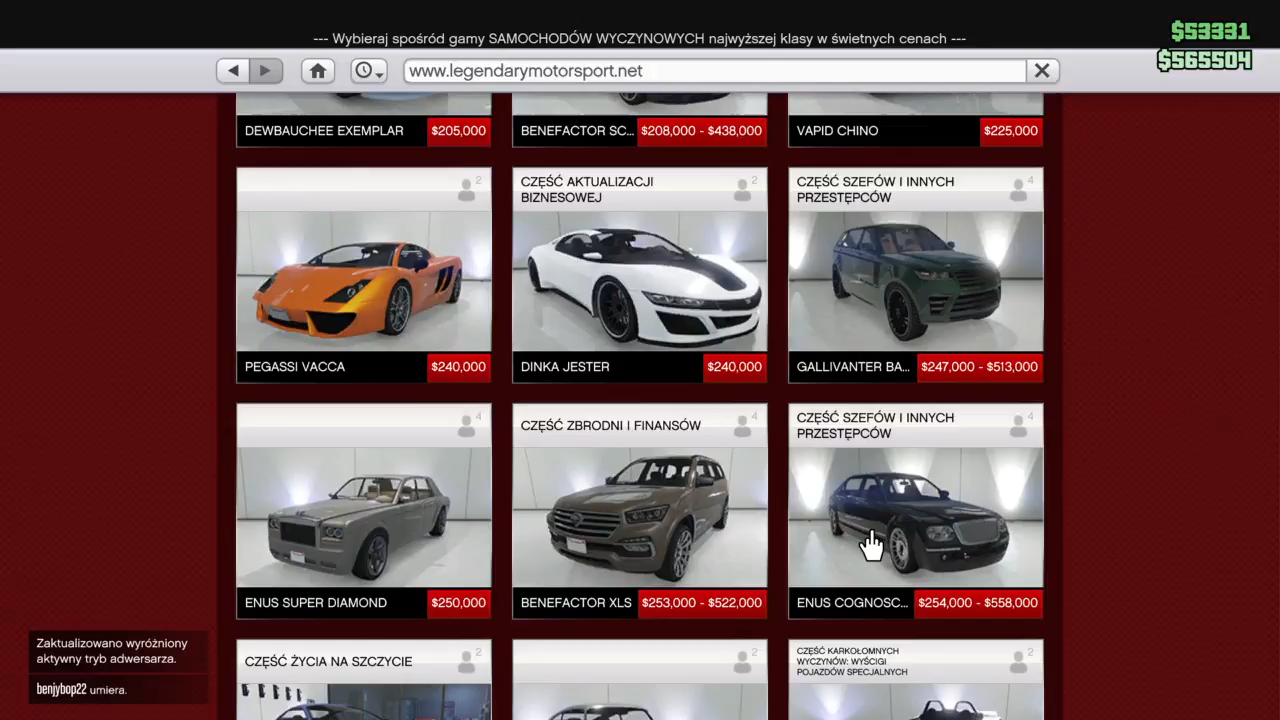 --- Wybieraj spośród gamy SAMOCHODÓW WYCZYNOWYCH najwyższej klasy w świetnych cenach ---
$53331
$565504
www.legendarymotorsport.net
DEWBAUCHEE EXEMPLAR $205,000
BENEFACTOR SC... $208,000 - $438,000
VAPID CHINO $225,000
2
CZĘŚĆ AKTUALIZACJI
BIZNESOWEJ
2
CZĘŚĆ SZEFÓW I INNYCH
PRZESTĘPCÓW
4
PEGASSI VACCA $240,000
DINKA JESTER $240,000
GALLIVANTER BA... $247,000 - $513,000
4
CZĘŚĆ ZBRODNI I FINANSÓW
4
CZĘŚĆ SZEFÓW I INNYCH
PRZESTĘPCÓW
4
ENUS SUPER DIAMOND $250,000
BENEFACTOR XLS $253,000 - $522,000
ENUS COGNOSC... $254,000 - $558,000
CZĘŚĆ ŻYCIA NA SZCZYCIE
2
2
CZĘŚĆ KARKOŁOMNYCH
WYCZYNÓW: WYŚCIGI
POJAZDÓW SPECJALNYCH
2
Zaktualizowano wyróżniony
aktywny tryb adwersarza.
benjybop22 umiera.